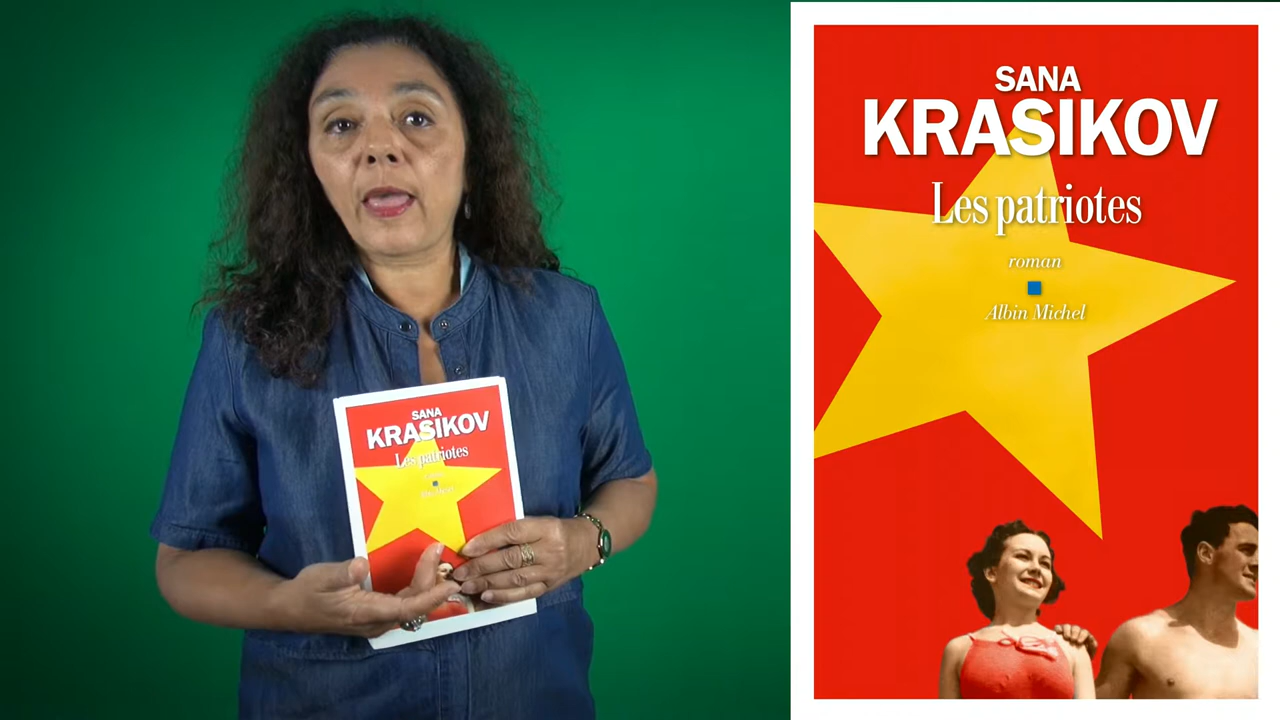 SANA
KRASIKOV
Les patriotes
SANA
KRASIKOV
Les patriotes
roman
Albin Michel